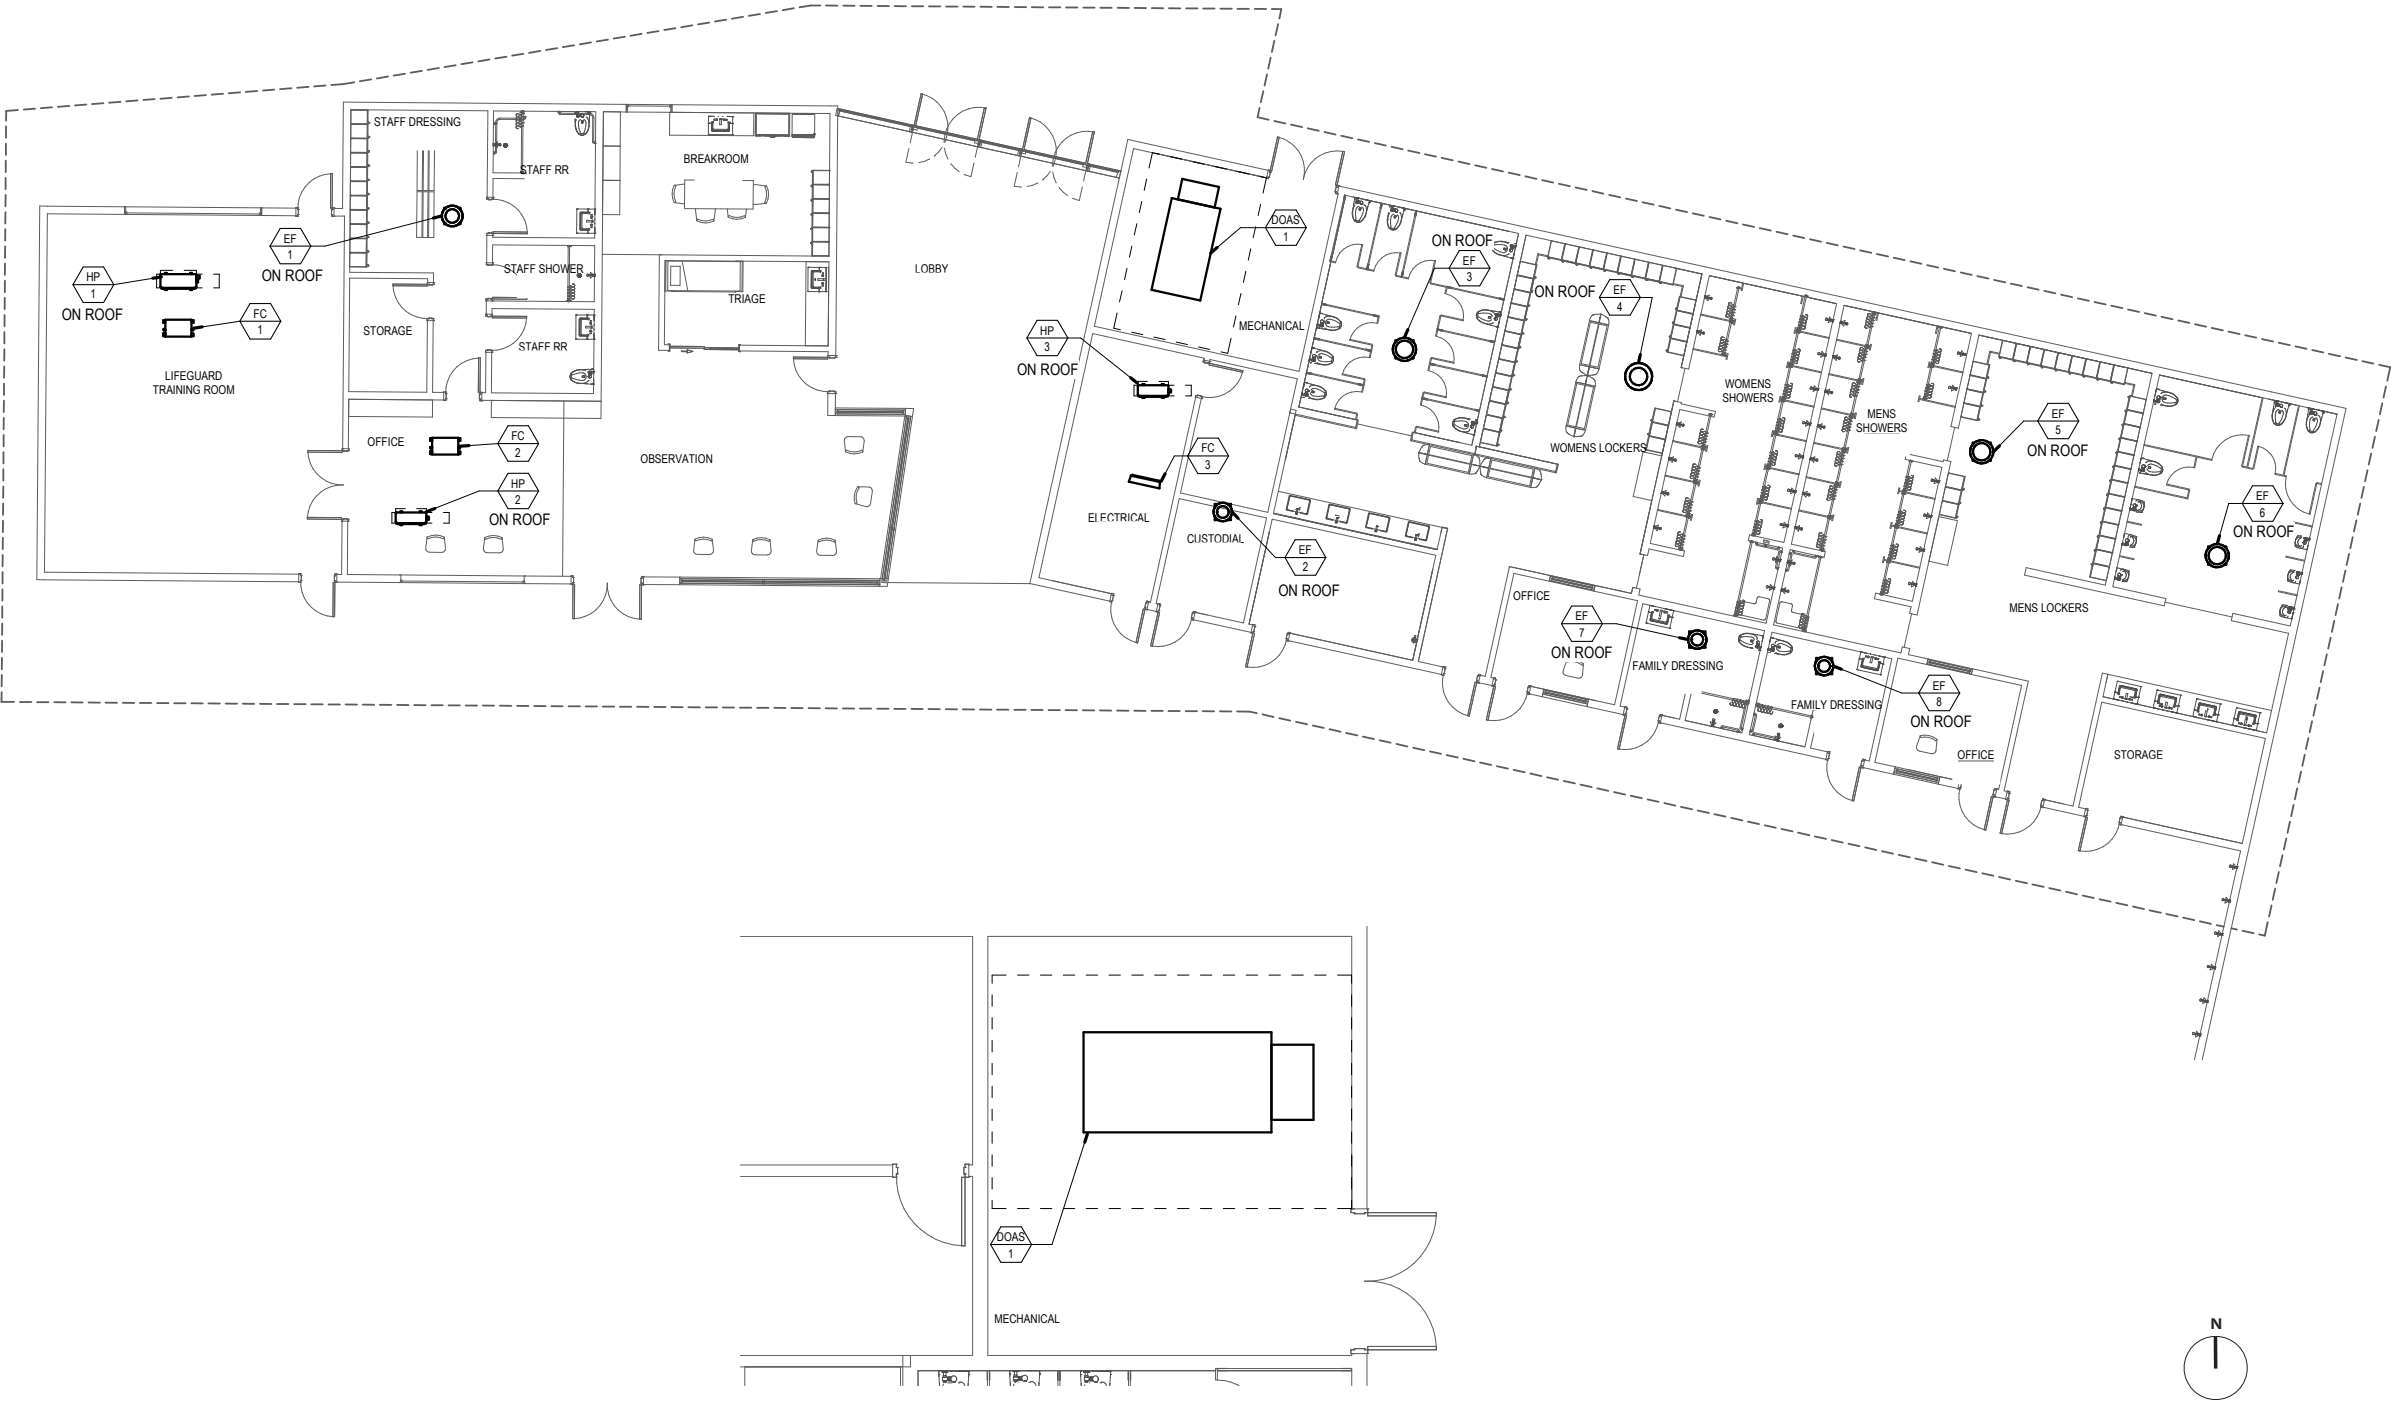 STAFF DRESSING
STAFF RR
BREAKROOM
EF
1
ON ROOF
HP
1
ON ROOF
FC
1
STAFF SHOWER
TRIAGE
STORAGE
STAFF RR
LIFEGUARD
TRAINING ROOM
OFFICE
FC
2
HP
2
ON ROOF
OBSERVATION
LOBBY
DOAS
1
MECHANICAL
HP
3
ON ROOF
FC
3
ELECTRICAL
CUSTODIAL
EF
2
ON ROOF
ON ROOF
EF
3
ON ROOF
EF
4
WOMENS
SHOWERS
WOMENS LOCKERS
MENS
SHOWERS
EF
5
ON ROOF
EF
6
ON ROOF
MENS LOCKERS
OFFICE
EF
7
ON ROOF
FAMILY DRESSING
FAMILY DRESSING
EF
8
ON ROOF
OFFICE
STORAGE
DOAS
1
MECHANICAL
N